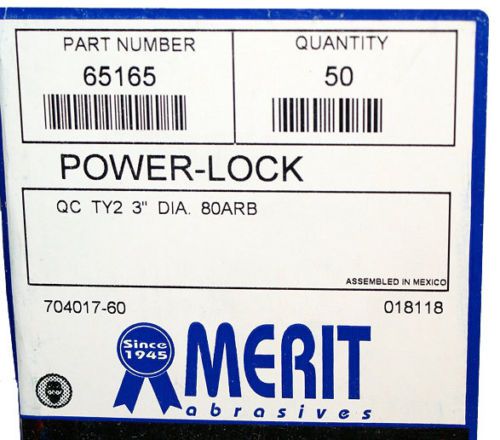 PART NUMBER
65165
QUANTITY
50
POWER-LOCK
QC TY2 3" DIA. 80ARB
ASSEMBLED IN MEXICO
704017-60
018118
Since
1945
MERIT
abrasives